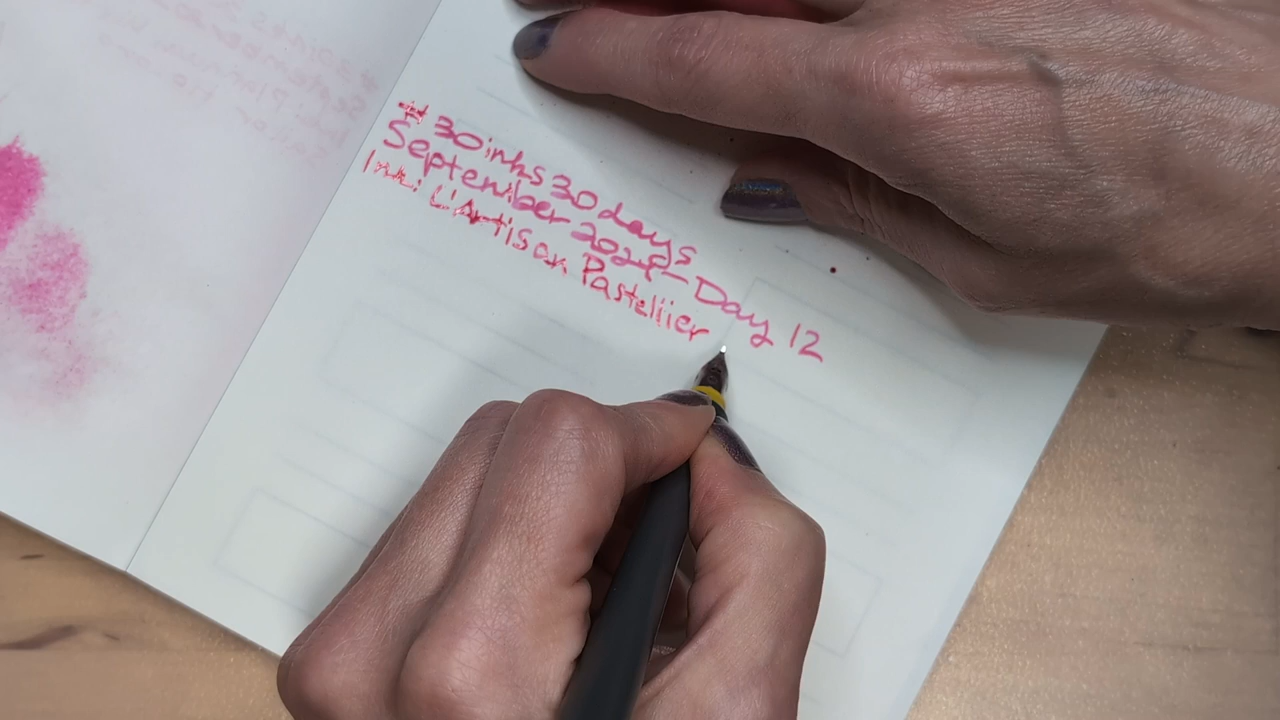 #30inks30days
September 2024 - Day 12
Ink: L'Artisan Pastellier